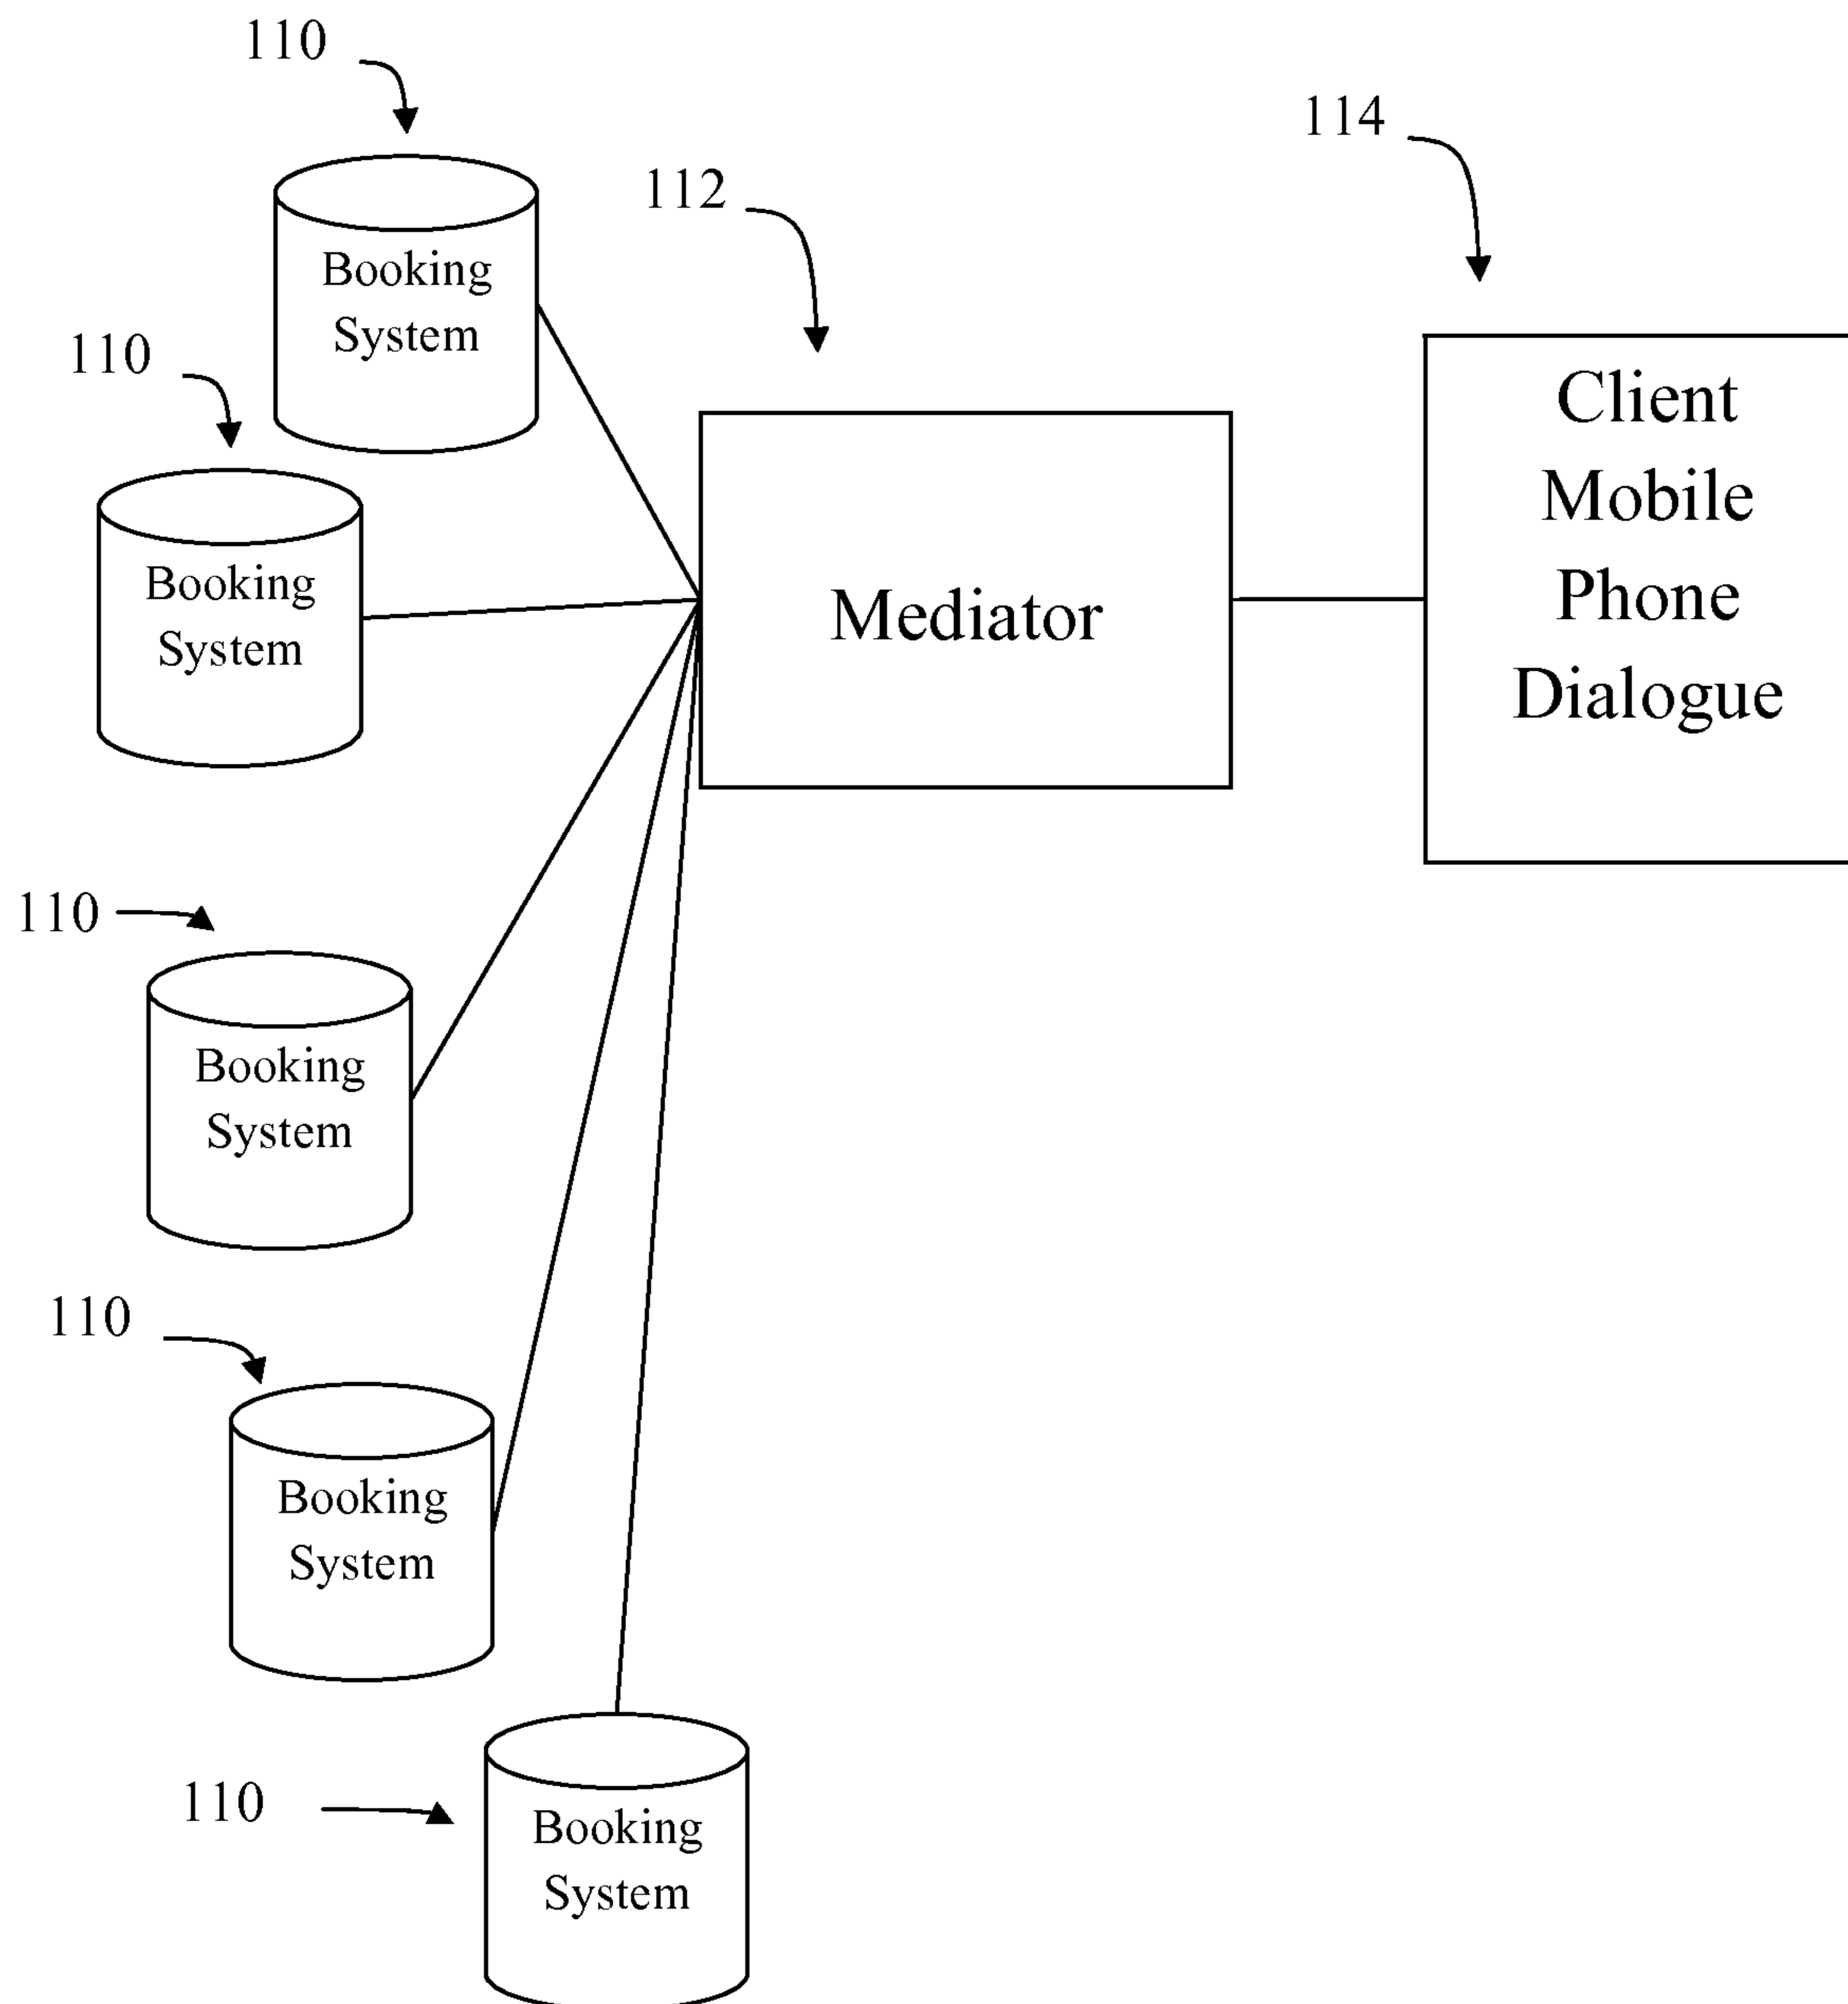 110
114
112
Booking
System
110
Client
Mobile
Phone
Dialogue
Booking
System
Mediator
110
Booking
System
110
Booking
System
110
Booking
System